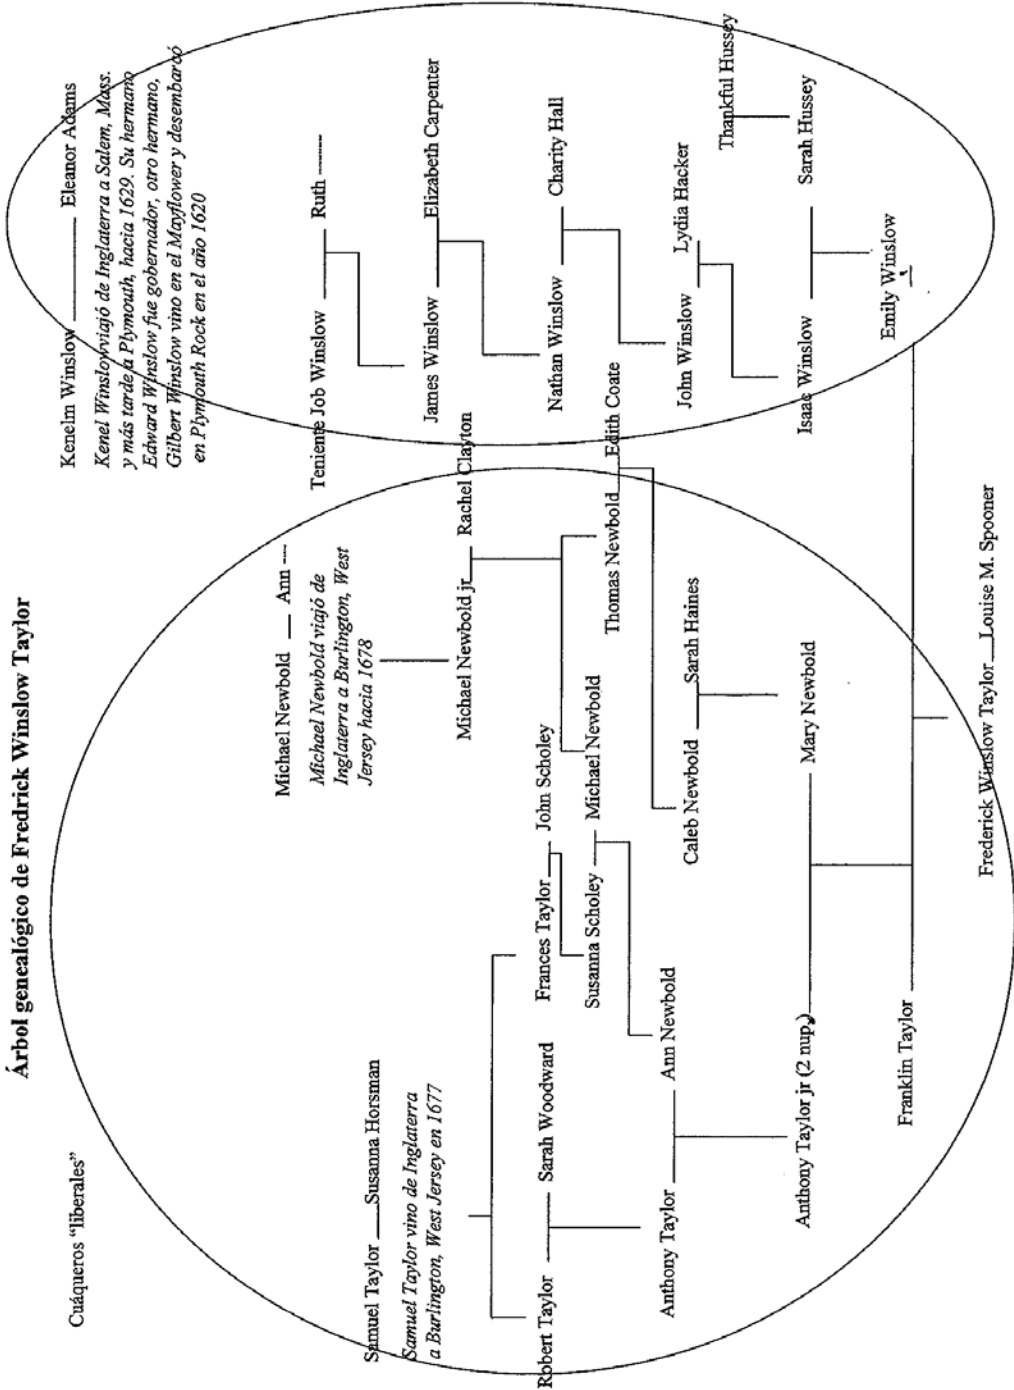 Árbol genealógico de Fredrick Winslow Taylor
Cuáqueros “liberales”
Samuel Taylor Susanna Horsman
Samuel Taylor vino de Inglaterra
a Burlington, West Jersey en 1677
Robert Taylor Sarah Woodward
Frances Taylor John Scholey
Susanna Scholey Michael Newbold
Anthony Taylor Ann Newbold
Anthony Taylor jr (2 nup.) Mary Newbold
Franklin Taylor
Michael Newbold Ann ---
Michael Newbold viajó de
Inglaterra a Burlington, West
Jersey hacia 1678
Michael Newbold jr Rachel Clayton
Thomas Newbold Edith Coate
Caleb Newbold Sarah Haines
Kenelm Winslow Eleanor Adams
Kenel Winslowviajó de Inglaterra a Salem, Mass.
y más tarde a Plymouth, hacia 1629. Su hermano
Edward Winslow fue gobernador, otro hermano,
Gilbert Winslow vino en el Mayflower y desembarcó
en Plymouth Rock en el año 1620
Teniente Job Winslow Ruth ------
James Winslow Elizabeth Carpenter
Nathan Winslow Charity Hall
John Winslow Lydia Hacker
Thankful Hussey
Isaac Winslow Sarah Hussey
Emily Winslow
Frederick Winslow Taylor Louise M. Spooner